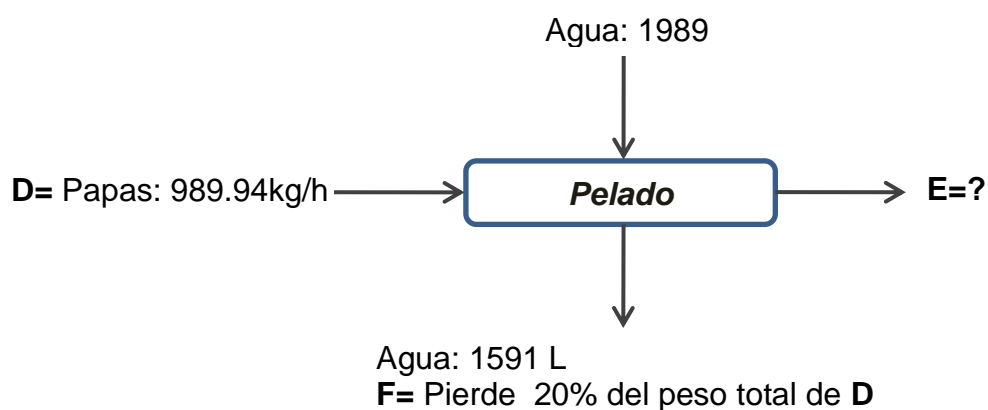 Agua: 1989
D= Papas: 989.94kg/h
Pelado
E=?
Agua: 1591 L
F= Pierde 20% del peso total de D